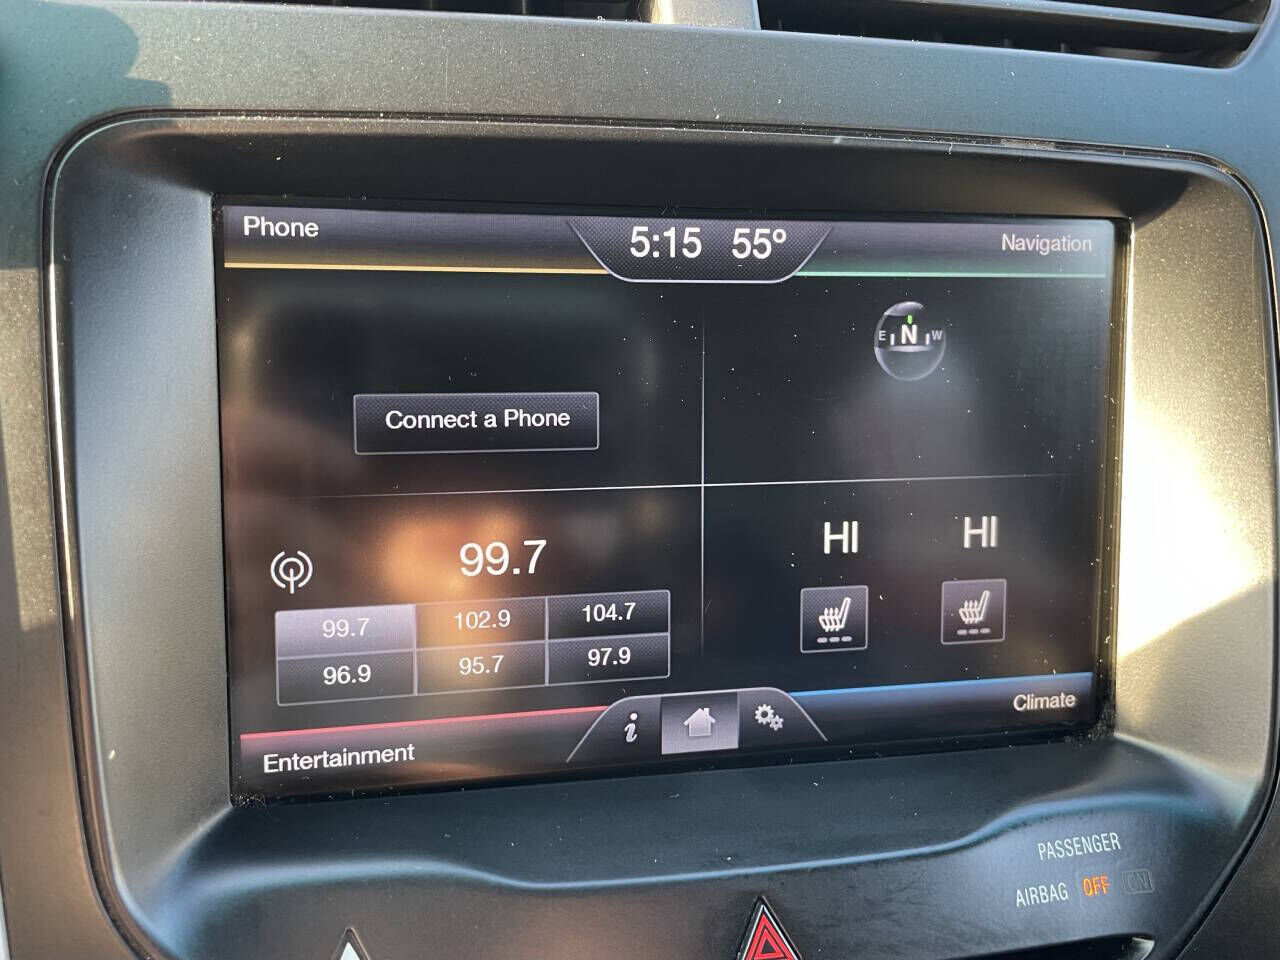 Phone
5:15 55º
Navigation
E N W
Connect a Phone
99.7
HI HI
99.7 102.9 104.7
96.9 95.7 97.9
i
Climate
Entertainment
PASSENGER
AIRBAG OFF ON